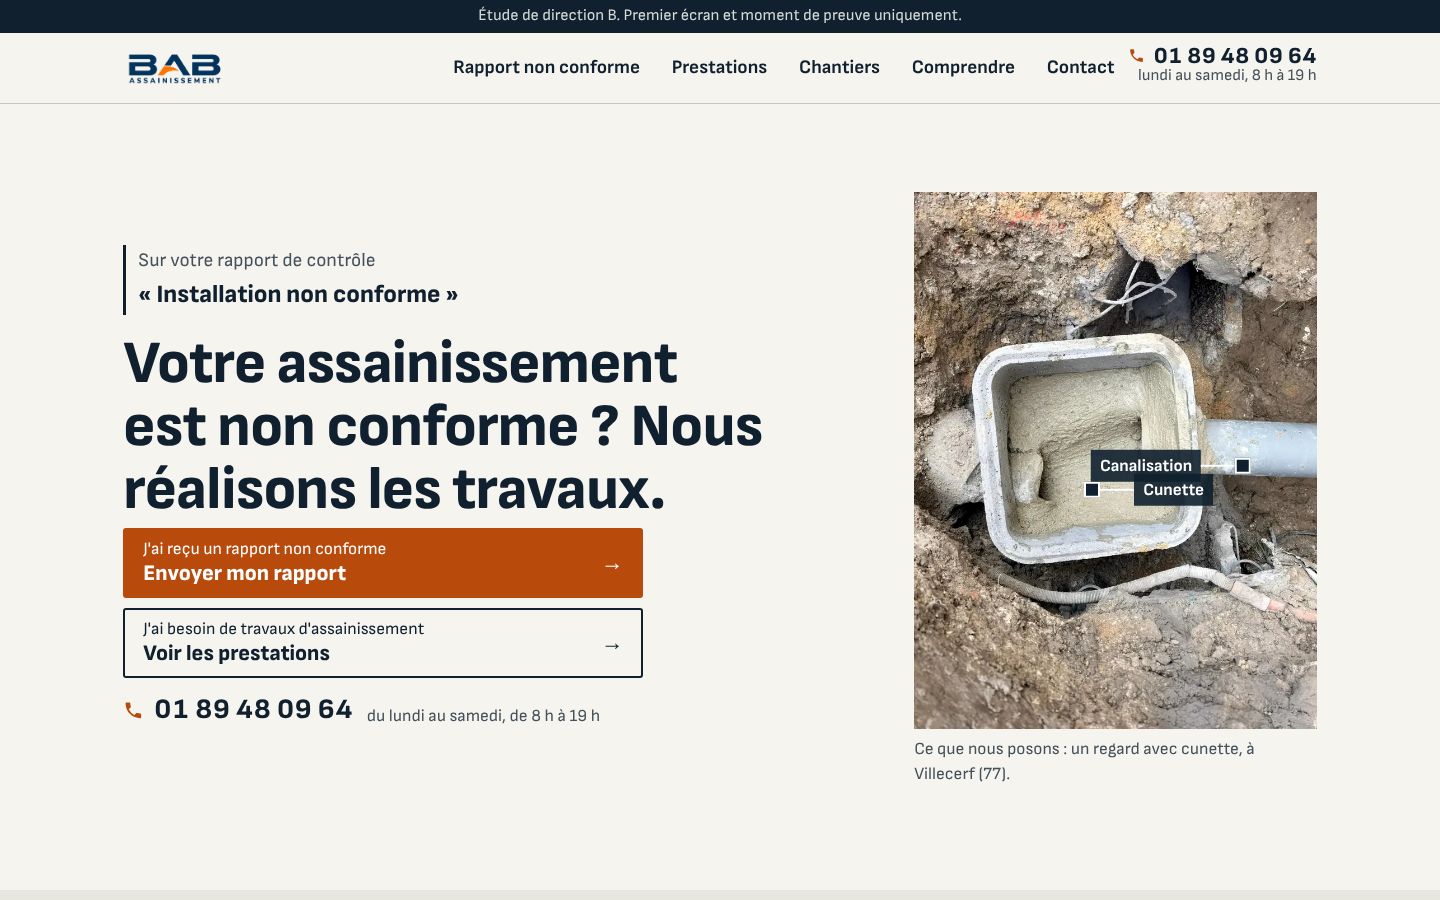 Étude de direction B. Premier écran et moment de preuve uniquement.
BAB
ASSAINISSEMENT
Rapport non conforme
Prestations
Chantiers
Comprendre
Contact
01 89 48 09 64
lundi au samedi, 8 h à 19 h
Sur votre rapport de contrôle
« Installation non conforme »
Votre assainissement
est non conforme ? Nous
réalisons les travaux.
J'ai reçu un rapport non conforme
Envoyer mon rapport
→
J'ai besoin de travaux d'assainissement
Voir les prestations
→
01 89 48 09 64
du lundi au samedi, de 8 h à 19 h
Canalisation
Cunette
Ce que nous posons : un regard avec cunette, à
Villecerf (77).